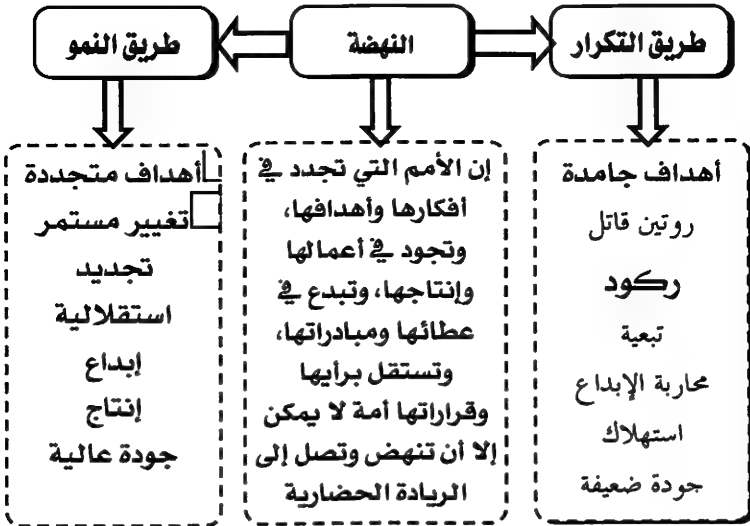 طريق التكرار
النهضة
طريق النمو
أهداف جامدة
روتين قاتل
ركود
تبعية
محاربة الإبداع
استهلاك
جودة ضعيفة
إن الأمم التي تجدد في
أفكارها وأهدافها،
وتجود في أعمالها
وإنتاجها، وتبدع في
عطائها ومبادراتها،
وتستقل برأيها
وقراراتها أمة لا يمكن
إلا أن تنهض وتصل إلى
الريادة الحضارية
أهداف متجددة
تغيير مستمر
تجديد
استقلالية
إبداع
إنتاج
جودة عالية